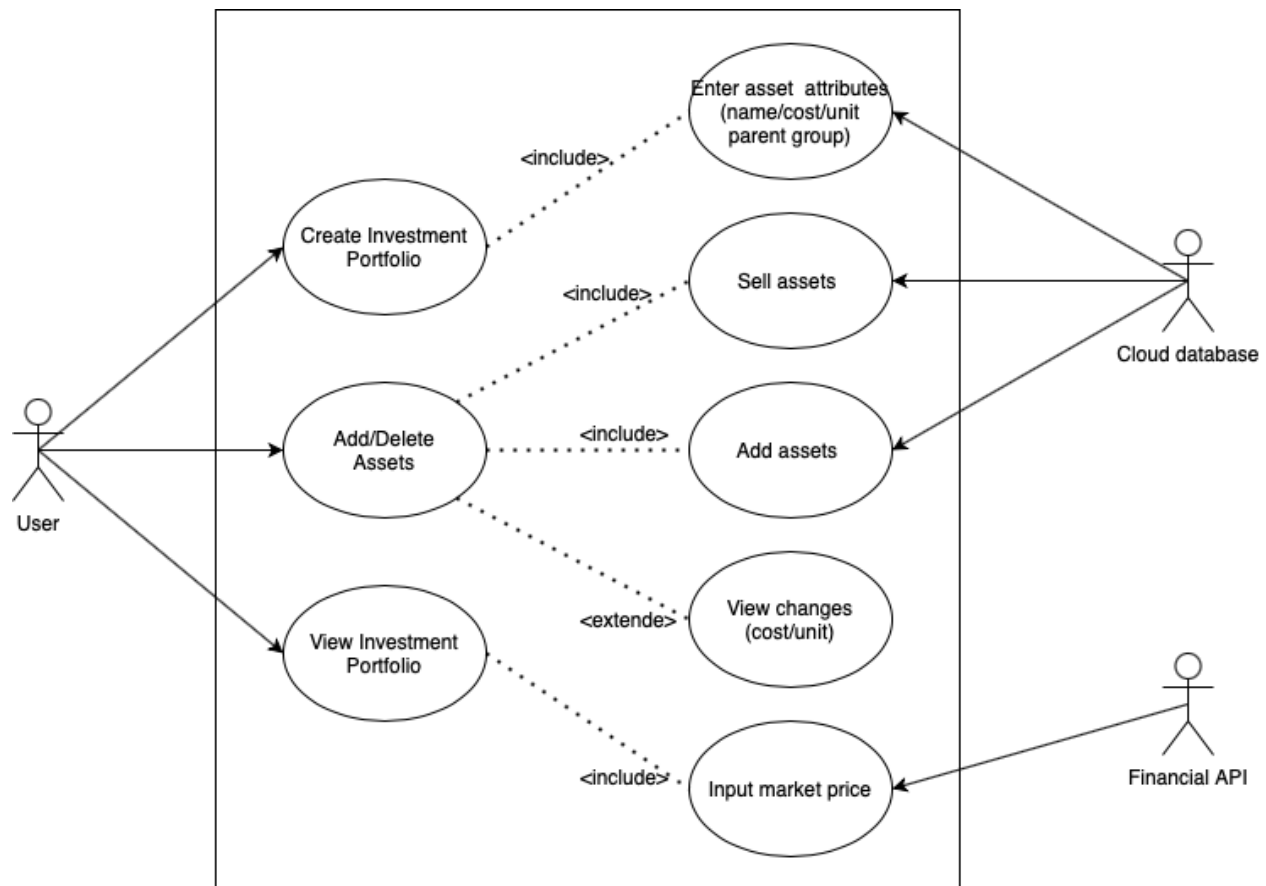 Enter asset attributes
(name/cost/unit
parent group)
<include>
Create Investment
Portfolio
<include>
Sell assets
Cloud database
Add/Delete
Assets
<include>
Add assets
User
<extende>
View changes
(cost/unit)
View Investment
Portfolio
<include>
Input market price
Financial API